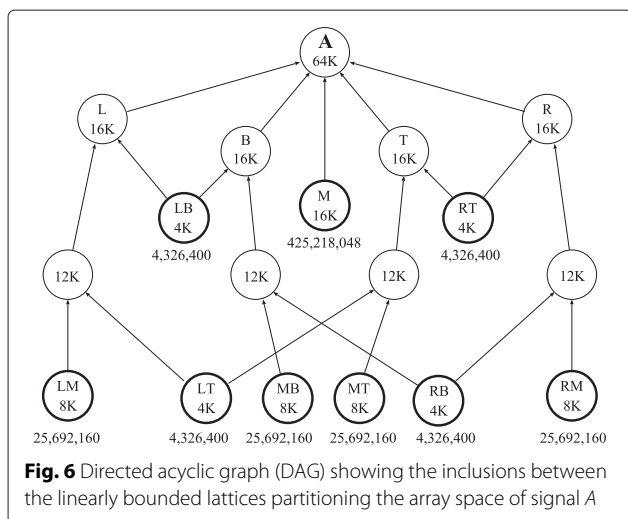 A
64K
L
16K
R
16K
B
16K
T
16K
M
16K
LB
4K
RT
4K
4,326,400
425,218,048
4,326,400
12K
12K
12K
12K
LM
8K
LT
4K
MB
8K
MT
8K
RB
4K
RM
8K
25,692,160
4,326,400
25,692,160
25,692,160
4,326,400
25,692,160
Fig. 6 Directed acyclic graph (DAG) showing the inclusions between
the linearly bounded lattices partitioning the array space of signal A